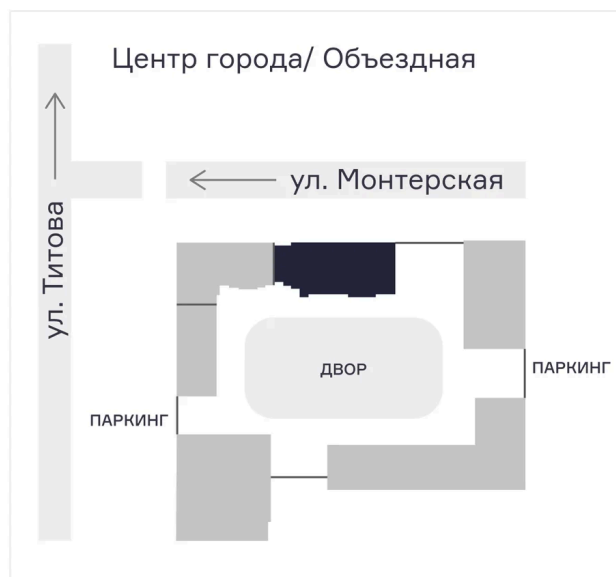 Центр города/ Объездная
ул. Монтерская
ул. Титова
ДВОР
ПАРКИНГ
ПАРКИНГ